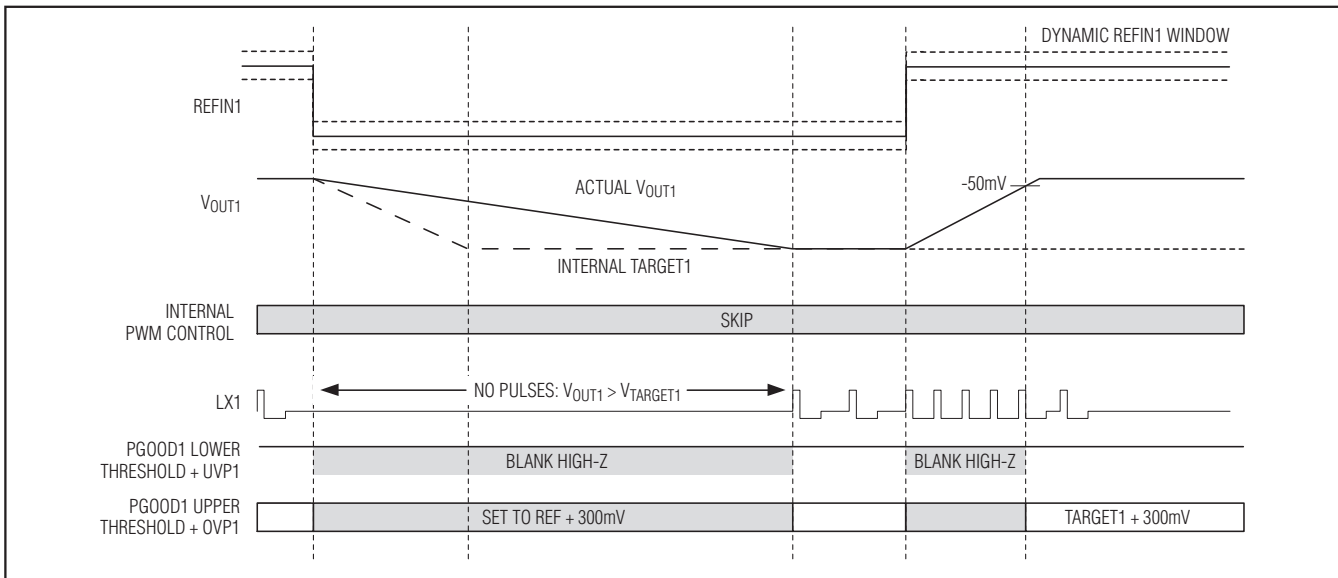 DYNAMIC REFIN1 WINDOW
REFIN1
ACTUAL VOUT1
-50mV
VOUT1
INTERNAL TARGET1
INTERNAL
PWM CONTROL
SKIP
NO PULSES: VOUT1 > VTARGET1
LX1
PGOOD1 LOWER
THRESHOLD + UVP1
BLANK HIGH-Z
BLANK HIGH-Z
PGOOD1 UPPER
THRESHOLD + OVP1
SET TO REF + 300mV
TARGET1 + 300mV